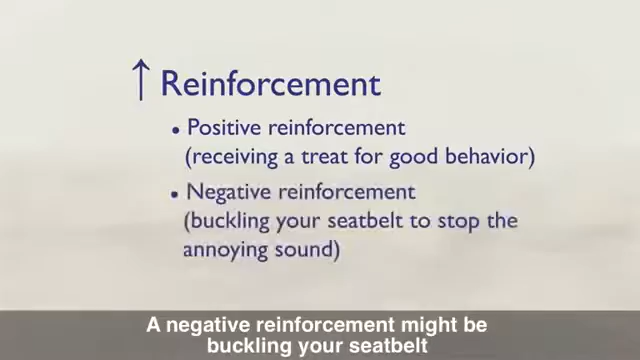 ↑ Reinforcement
• Positive reinforcement
(receiving a treat for good behavior)
• Negative reinforcement
(buckling your seatbelt to stop the
annoying sound)
A negative reinforcement might be
buckling your seatbelt